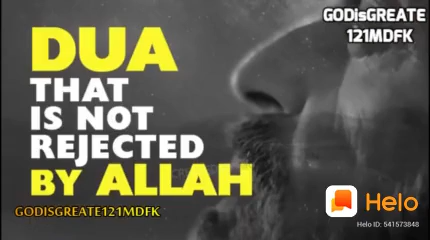 GODisGREATE
121MDFK
DUA
THAT
IS NOT
REJECTED
BY ALLAH
GODISGREATE121MDFK
Helo
Helo ID: 541573848